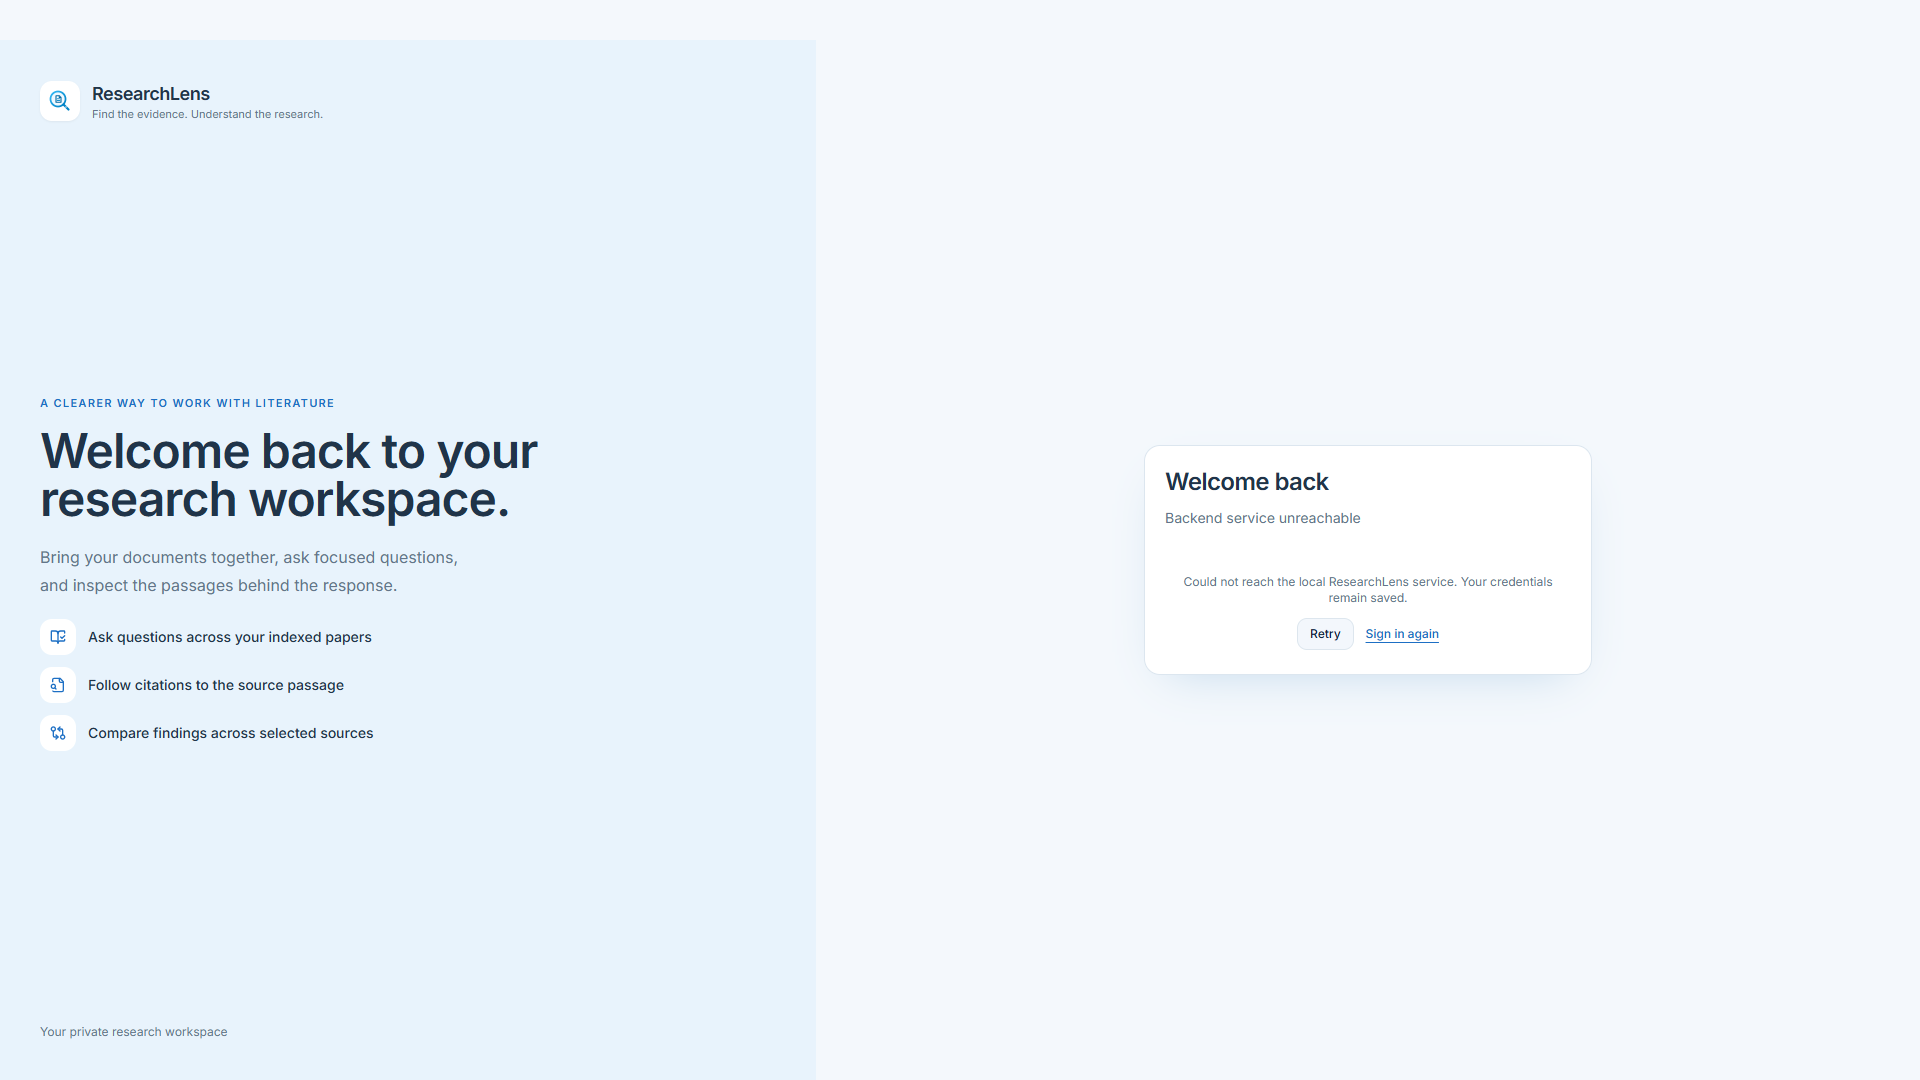 ResearchLens
Find the evidence. Understand the research.
A CLEARER WAY TO WORK WITH LITERATURE
Welcome back to your
research workspace.
Bring your documents together, ask focused questions,
and inspect the passages behind the response.
Ask questions across your indexed papers
Follow citations to the source passage
Compare findings across selected sources
Your private research workspace
Welcome back
Backend service unreachable
Could not reach the local ResearchLens service. Your credentials
remain saved.
Retry
Sign in again